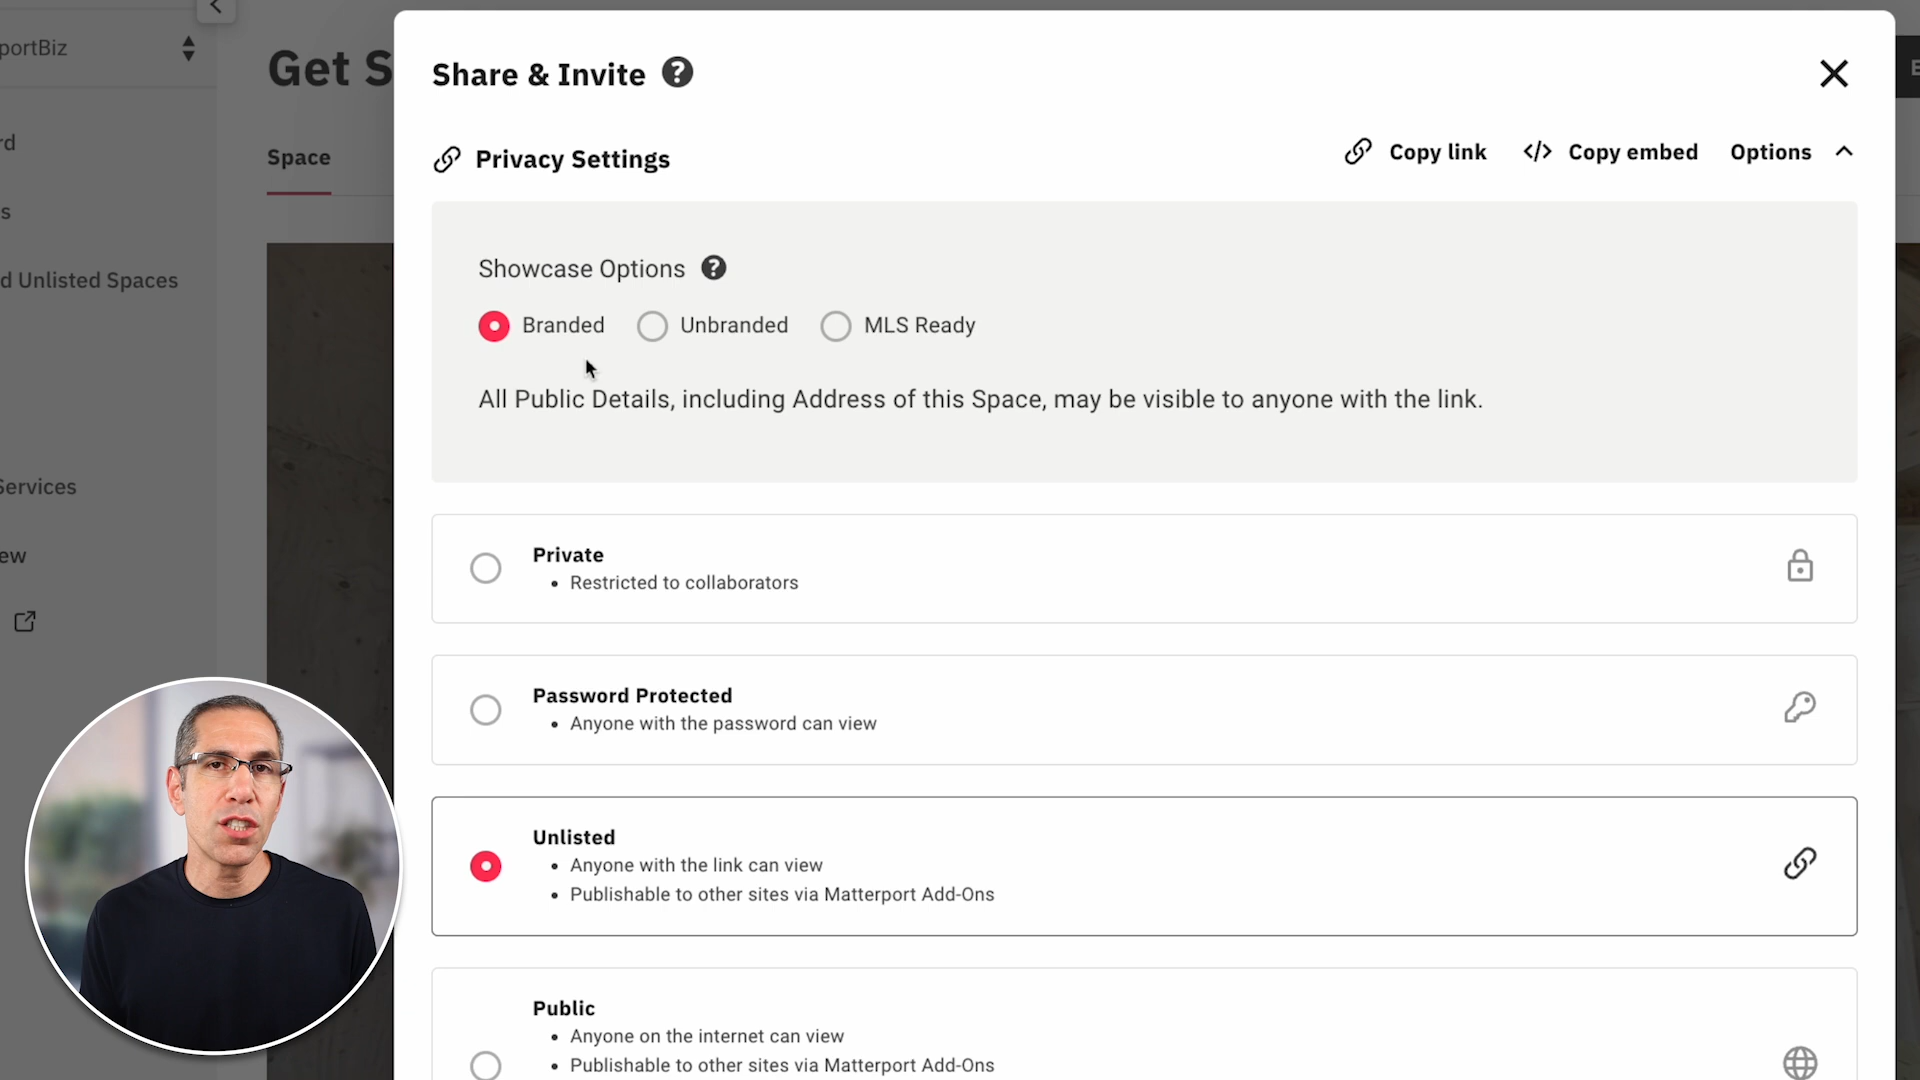 portBiz
Get S
Share & Invite
Privacy Settings
Copy link
</> Copy embed
Options
rd
Space
s
d Unlisted Spaces
Services
ew
Showcase Options
Branded
Unbranded
MLS Ready
All Public Details, including Address of this Space, may be visible to anyone with the link.
Private
• Restricted to collaborators
Password Protected
• Anyone with the password can view
Unlisted
• Anyone with the link can view
• Publishable to other sites via Matterport Add-Ons
Public
• Anyone on the internet can view
• Publishable to other sites via Matterport Add-Ons